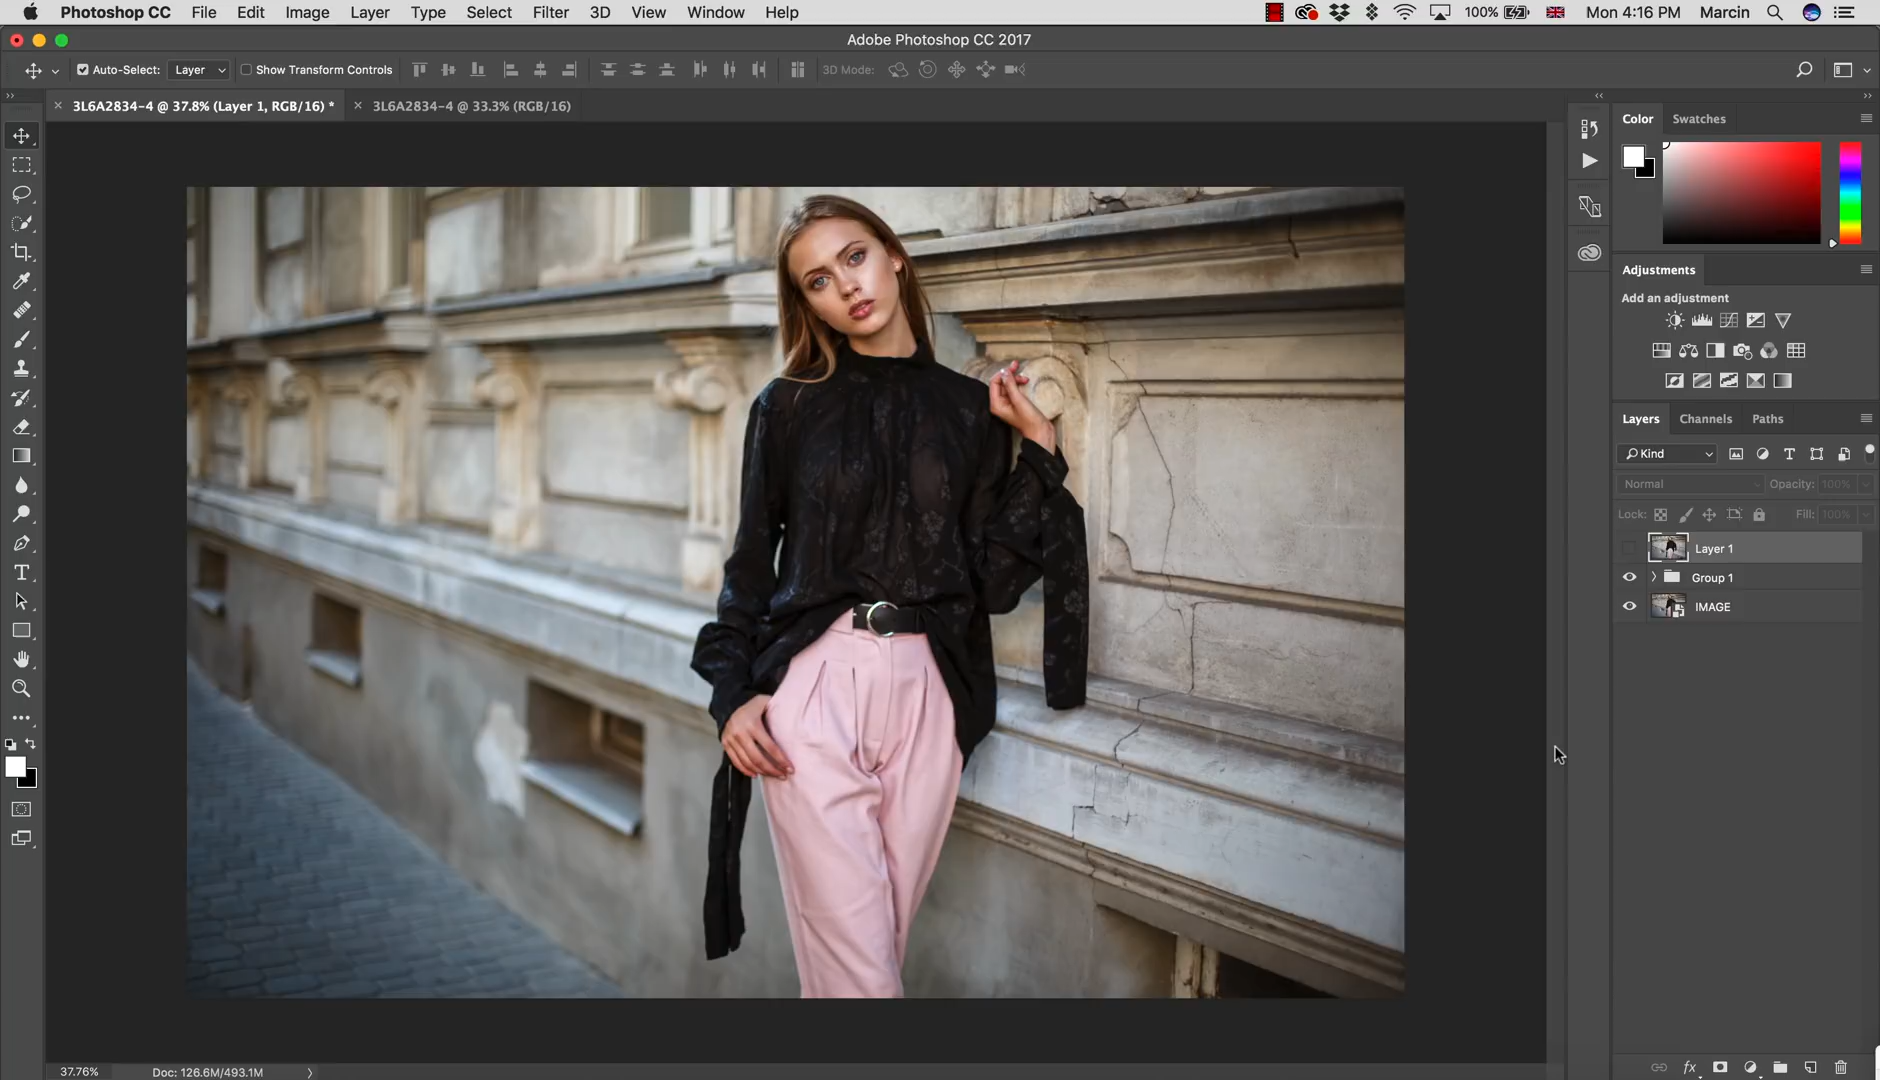 Photoshop CC File Edit Image Layer Type Select Filter 3D View Window Help 100% Mon 4:16 PM Marcin
Adobe Photoshop CC 2017
Auto-Select: Layer Show Transform Controls 3D Mode:
3L6A2834-4 @ 37.8% (Layer 1, RGB/16) * 3L6A2834-4 @ 33.3% (RGB/16)
Color Swatches
Adjustments
Add an adjustment
Layers Channels Paths
Kind
Normal Opacity: 100%
Lock: Fill: 100%
Layer 1
Group 1
IMAGE
37.76% Doc: 126.6M/493.1M